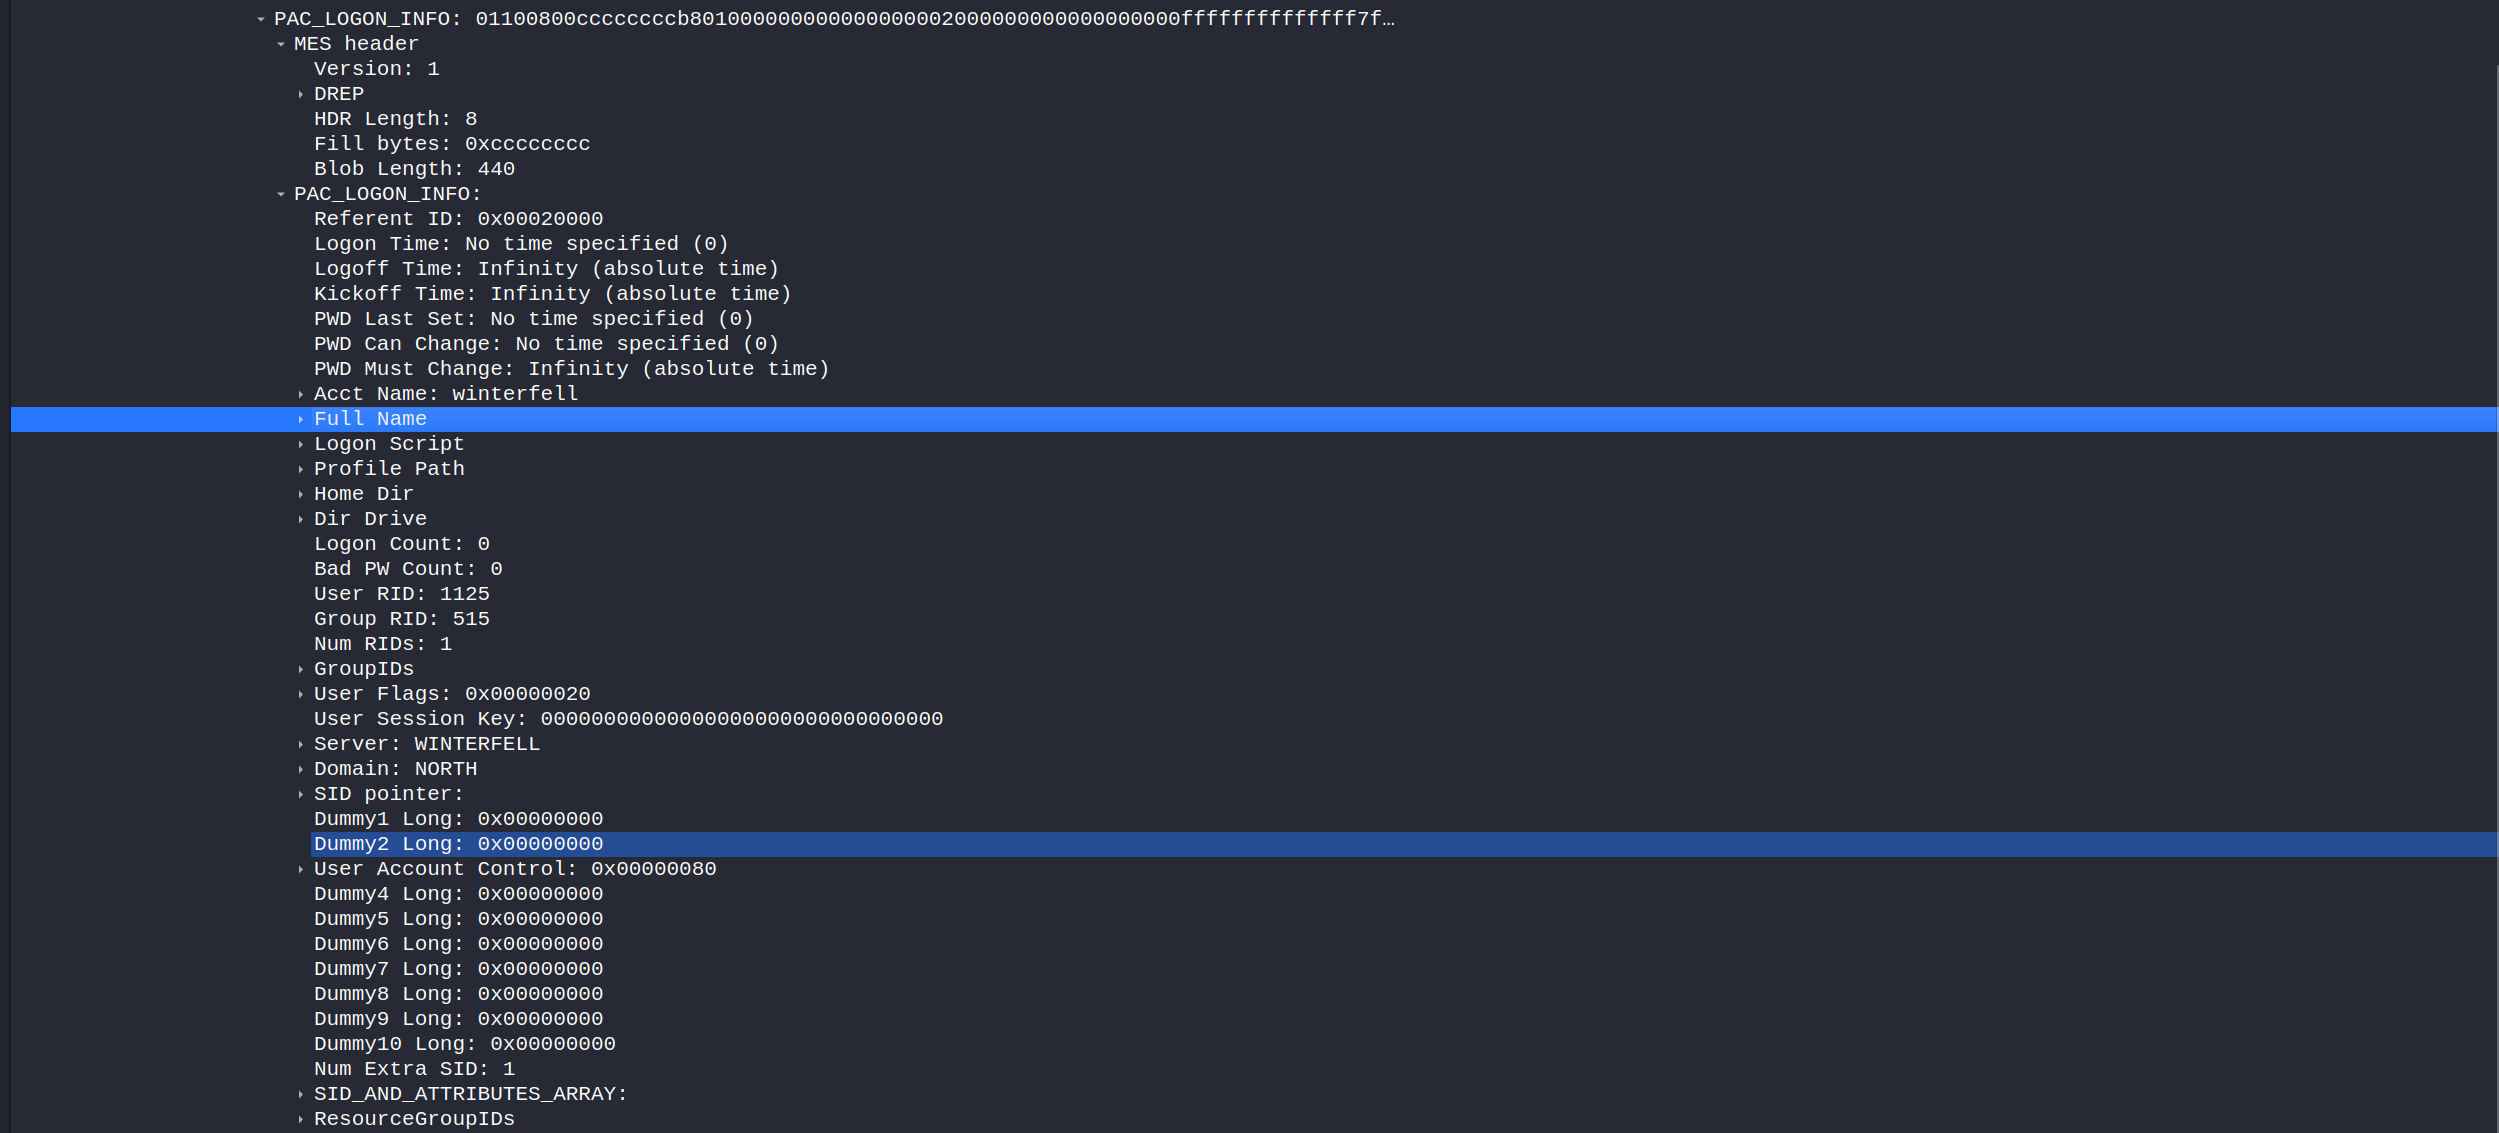 PAC_LOGON_INFO: 01100800ccccccccb80100000000000000000200000000000000000ffffffffffffff7f…
MES header
Version: 1
DREP
HDR Length: 8
Fill bytes: 0xcccccccc
Blob Length: 440
PAC_LOGON_INFO:
Referent ID: 0x00020000
Logon Time: No time specified (0)
Logoff Time: Infinity (absolute time)
Kickoff Time: Infinity (absolute time)
PWD Last Set: No time specified (0)
PWD Can Change: No time specified (0)
PWD Must Change: Infinity (absolute time)
Acct Name: winterfell
Full Name
Logon Script
Profile Path
Home Dir
Dir Drive
Logon Count: 0
Bad PW Count: 0
User RID: 1125
Group RID: 515
Num RIDs: 1
GroupIDs
User Flags: 0x00000020
User Session Key: 00000000000000000000000000000000
Server: WINTERFELL
Domain: NORTH
SID pointer:
Dummy1 Long: 0x00000000
Dummy2 Long: 0x00000000
User Account Control: 0x00000080
Dummy4 Long: 0x00000000
Dummy5 Long: 0x00000000
Dummy6 Long: 0x00000000
Dummy7 Long: 0x00000000
Dummy8 Long: 0x00000000
Dummy9 Long: 0x00000000
Dummy10 Long: 0x00000000
Num Extra SID: 1
SID_AND_ATTRIBUTES_ARRAY:
ResourceGroupIDs